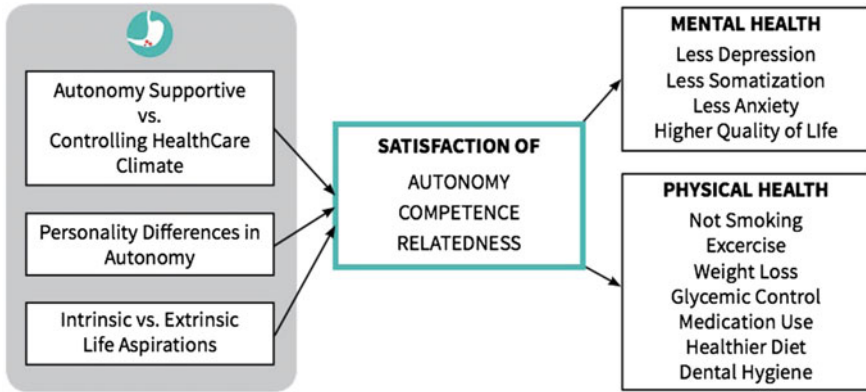 Autonomy Supportive
vs.
Controlling HealthCare
Climate
Personality Differences in
Autonomy
Intrinsic vs. Extrinsic
Life Aspirations
SATISFACTION OF
AUTONOMY
COMPETENCE
RELATEDNESS
MENTAL HEALTH
Less Depression
Less Somatization
Less Anxiety
Higher Quality of LIfe
PHYSICAL HEALTH
Not Smoking
Excercise
Weight Loss
Glycemic Control
Medication Use
Healthier Diet
Dental Hygiene